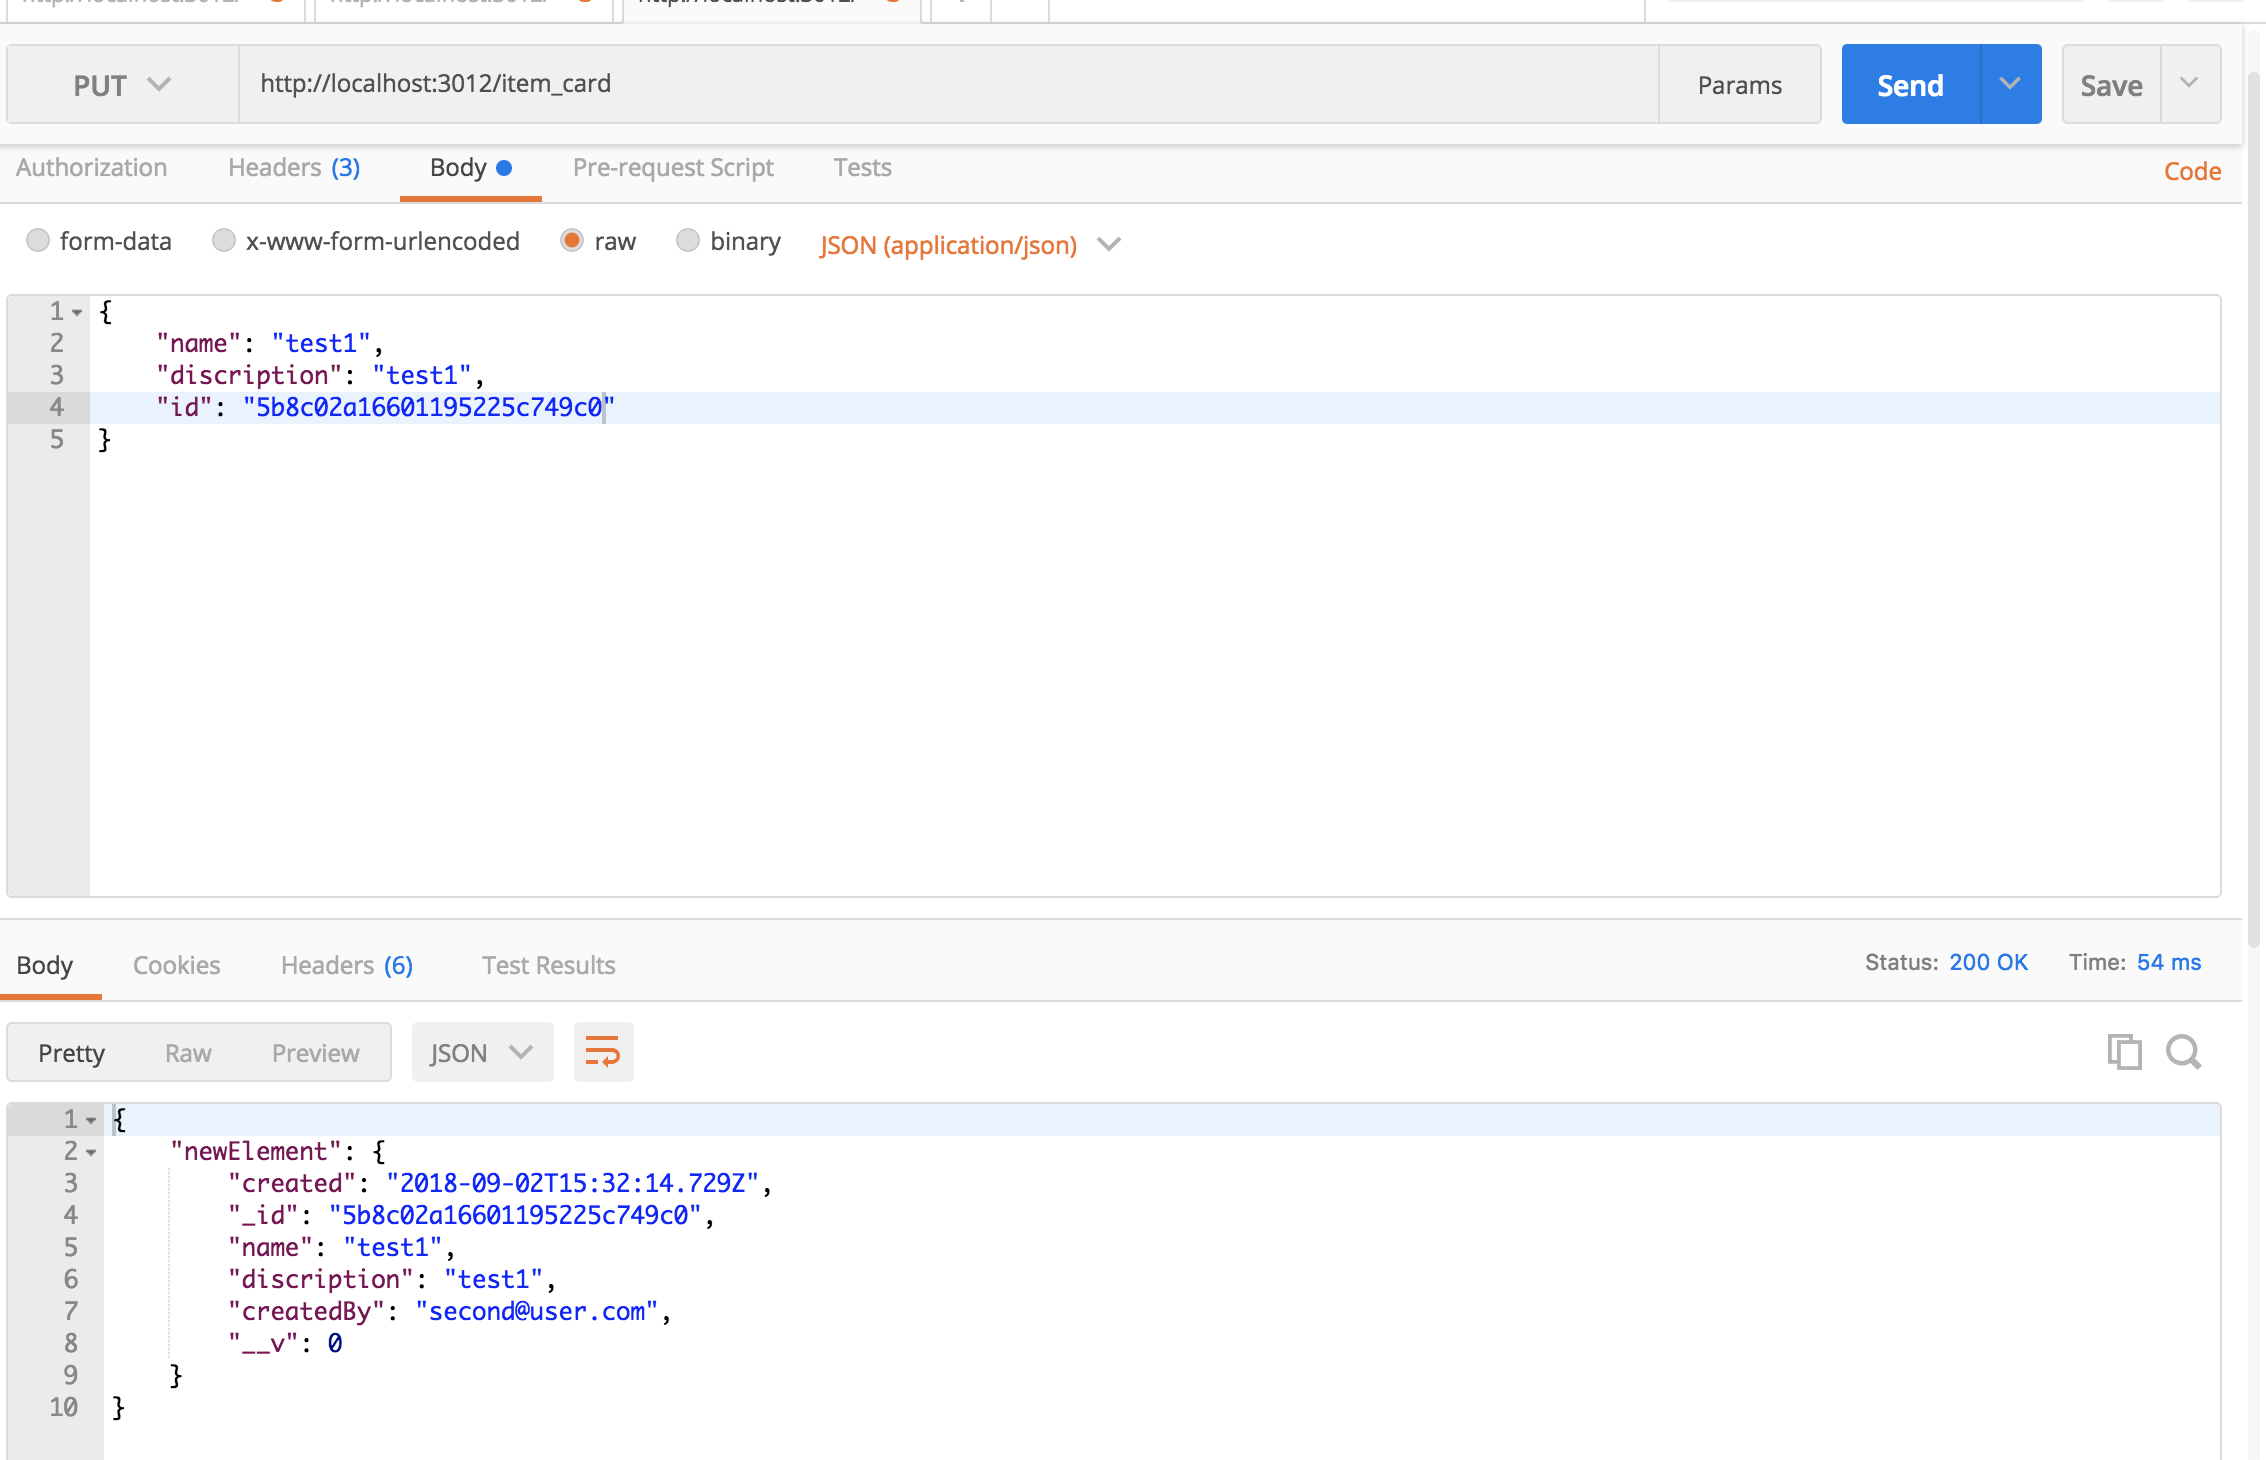 PUT http://localhost:3012/item_card Params Send Save
Authorization Headers (3) Body Pre-request Script Tests Code
form-data x-www-form-urlencoded raw binary JSON (application/json)
1 {
2 "name": "test1",
3 "discription": "test1",
4 "id": "5b8c02a16601195225c749c0"
5 }
Body Cookies Headers (6) Test Results Status: 200 OK Time: 54 ms
Pretty Raw Preview JSON
1 {
2 "newElement": {
3 "created": "2018-09-02T15:32:14.729Z",
4 "_id": "5b8c02a16601195225c749c0",
5 "name": "test1",
6 "discription": "test1",
7 "createdBy": "second@user.com",
8 "__v": 0
9 }
10 }